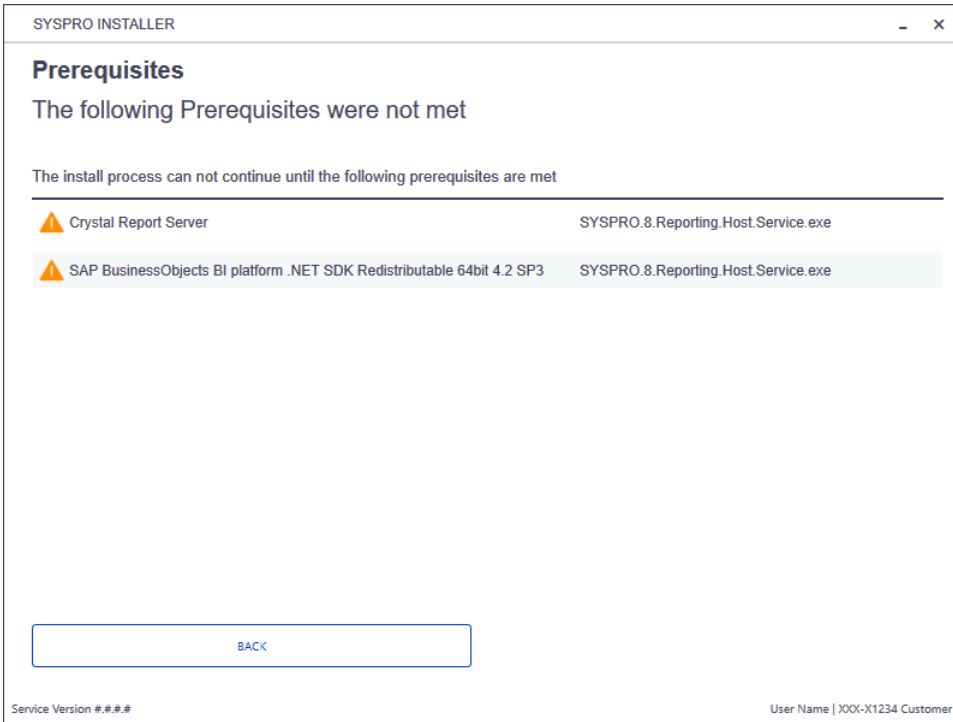 SYSPRO INSTALLER
Prerequisites
The following Prerequisites were not met
The install process can not continue until the following prerequisites are met
Crystal Report Server SYSPRO.8.Reporting.Host.Service.exe
SAP BusinessObjects BI platform .NET SDK Redistributable 64bit 4.2 SP3 SYSPRO.8.Reporting.Host.Service.exe
BACK
Service Version #.#.#.# User Name | XXX-X1234 Customer